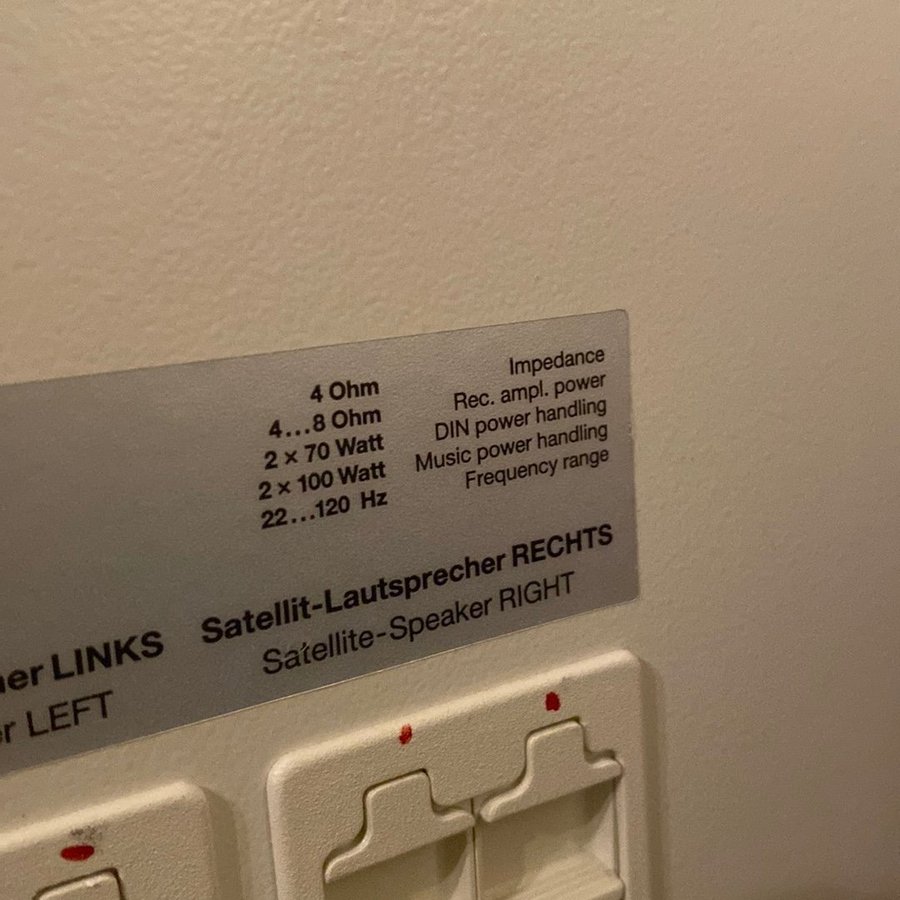 4 Ohm Impedance
4...8 Ohm Rec. ampl. power
2 × 70 Watt DIN power handling
2 × 100 Watt Music power handling
22...120 Hz Frequency range
LINKS Satellit-Lautsprecher RECHTS
LEFT Satellite-Speaker RIGHT